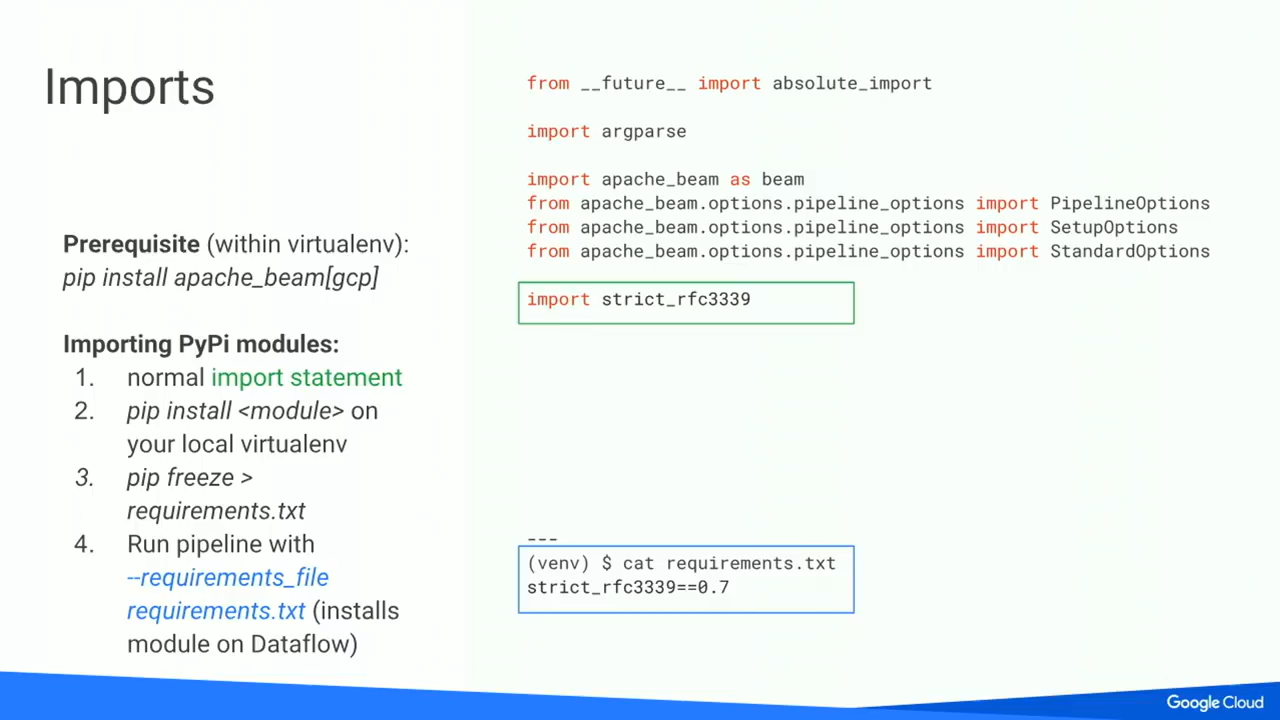 Imports
Prerequisite (within virtualenv):
pip install apache_beam[gcp]
Importing PyPi modules:
1. normal import statement
2. pip install <module> on
your local virtualenv
3. pip freeze >
requirements.txt
4. Run pipeline with
--requirements_file
requirements.txt (installs
module on Dataflow)
from __future__ import absolute_import
import argparse
import apache_beam as beam
from apache_beam.options.pipeline_options import PipelineOptions
from apache_beam.options.pipeline_options import SetupOptions
from apache_beam.options.pipeline_options import StandardOptions
import strict_rfc3339
---
(venv) $ cat requirements.txt
strict_rfc3339==0.7
Google Cloud